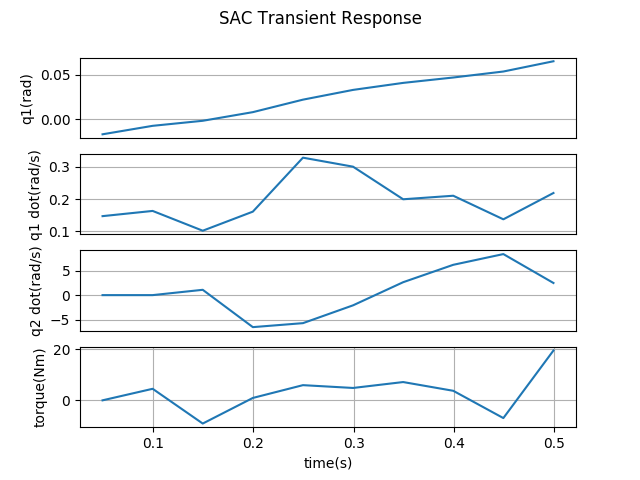 SAC Transient Response
q1(rad)
0.05
0.00
q1 dot(rad/s)
0.3
0.2
0.1
q2 dot(rad/s)
5
0
−5
torque(Nm)
20
0
0.1 0.2 0.3 0.4 0.5
time(s)